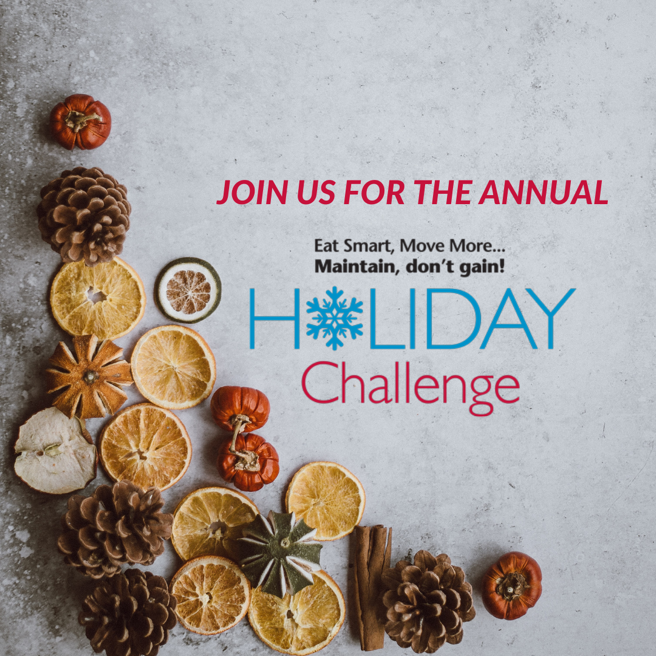 JOIN US FOR THE ANNUAL
Eat Smart, Move More...
Maintain, don't gain!
HOLIDAY
Challenge